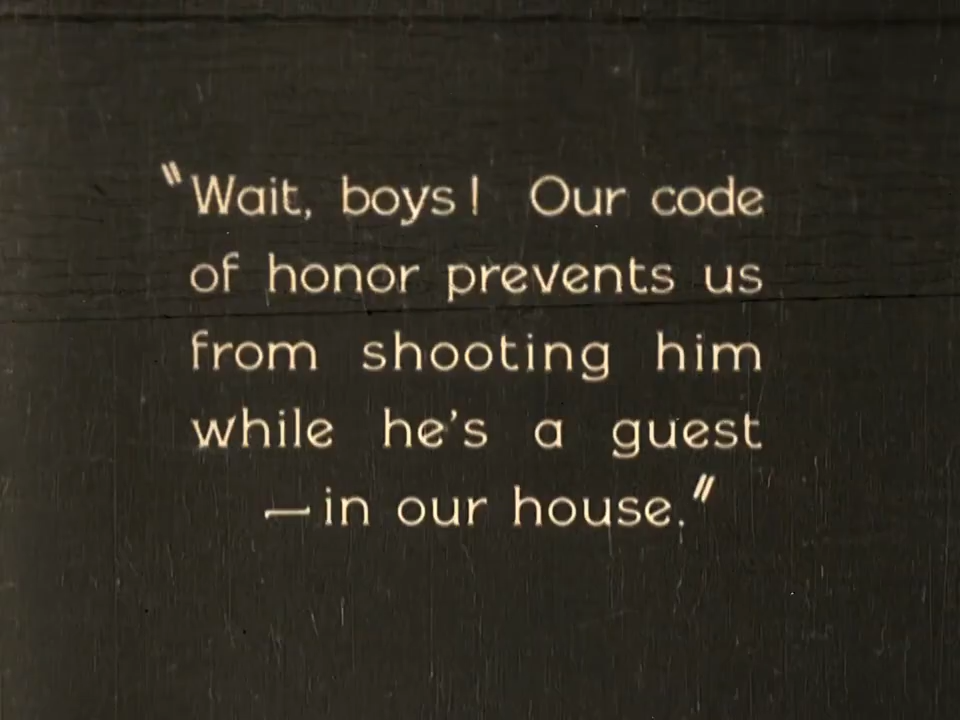 "Wait, boys! Our code
of honor prevents us
from shooting him
while he's a guest
—in our house."